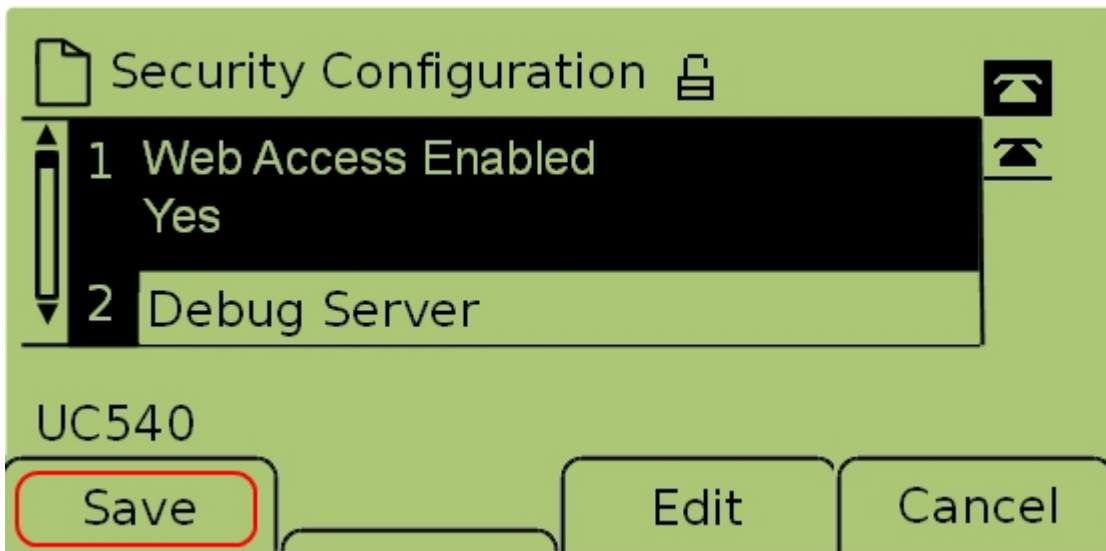 Security Configuration
1 Web Access Enabled
Yes
2 Debug Server
UC540
Save Edit Cancel